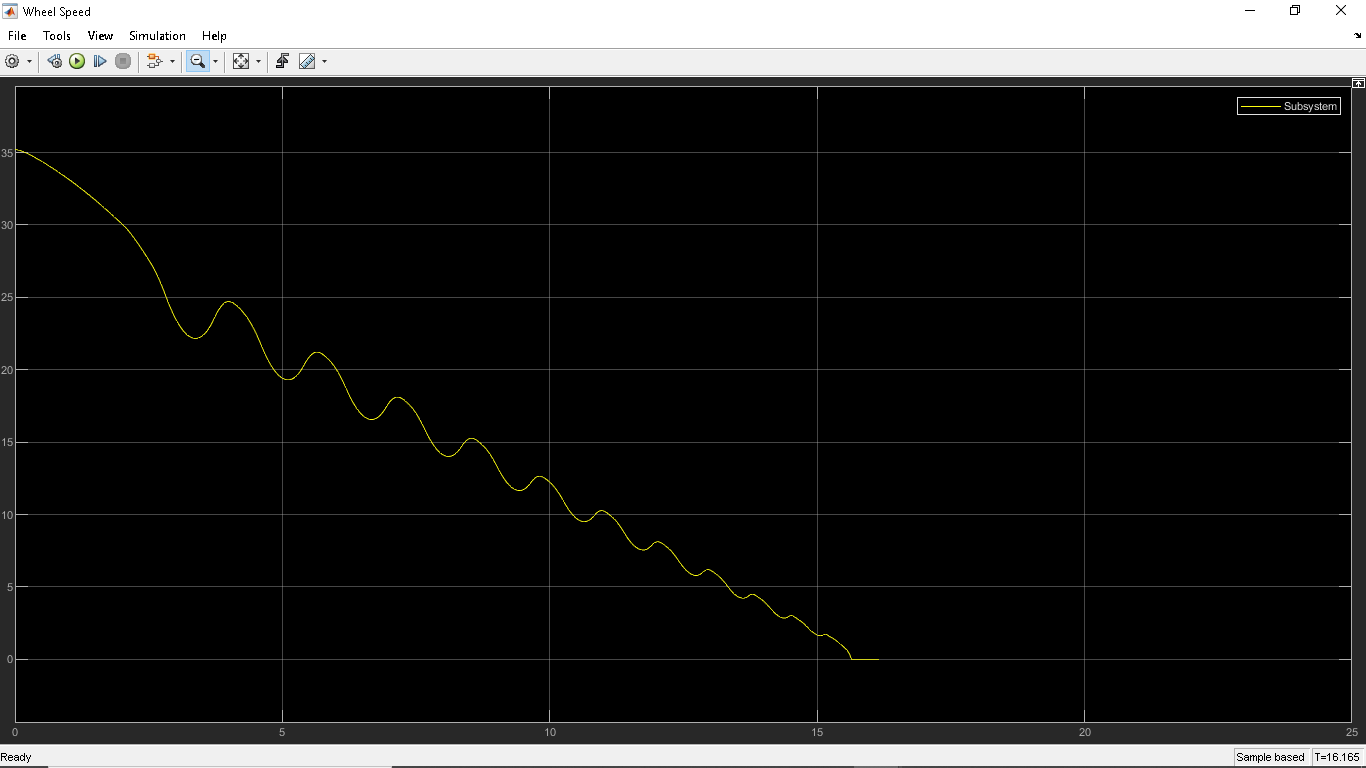 Wheel Speed
File Tools View Simulation Help
Subsystem
35
30
25
20
15
10
5
0
0 5 10 15 20 25
Ready Sample based T=16.165